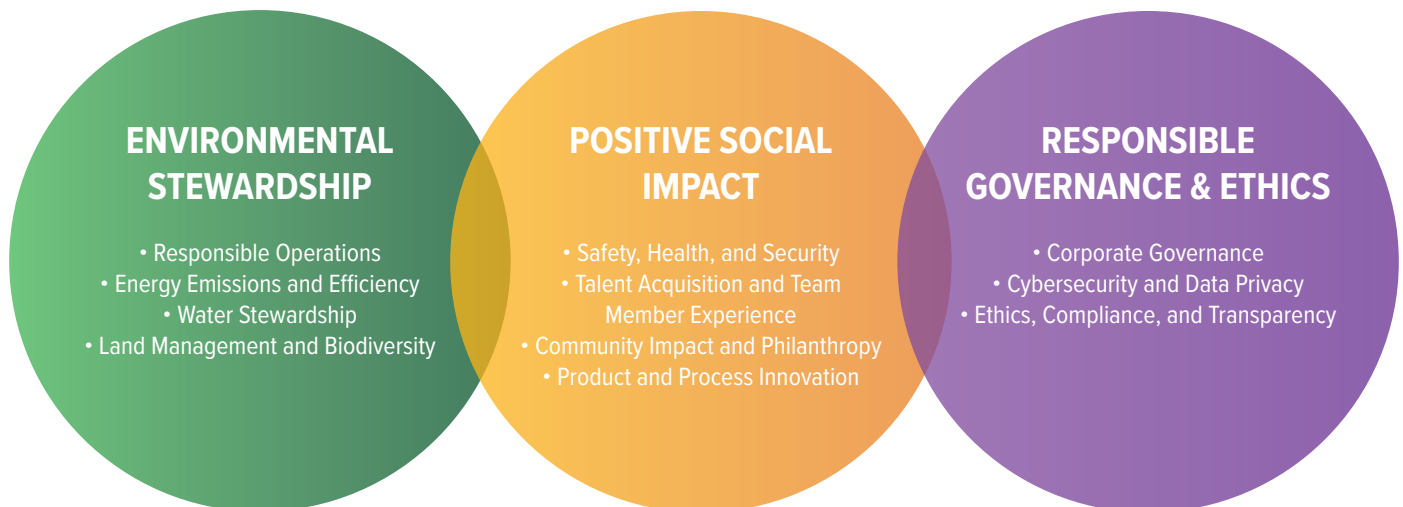 ENVIRONMENTAL
STEWARDSHIP
• Responsible Operations
• Energy Emissions and Efficiency
• Water Stewardship
• Land Management and Biodiversity
POSITIVE SOCIAL
IMPACT
• Safety, Health, and Security
• Talent Acquisition and Team
Member Experience
• Community Impact and Philanthropy
• Product and Process Innovation
RESPONSIBLE
GOVERNANCE & ETHICS
• Corporate Governance
• Cybersecurity and Data Privacy
• Ethics, Compliance, and Transparency